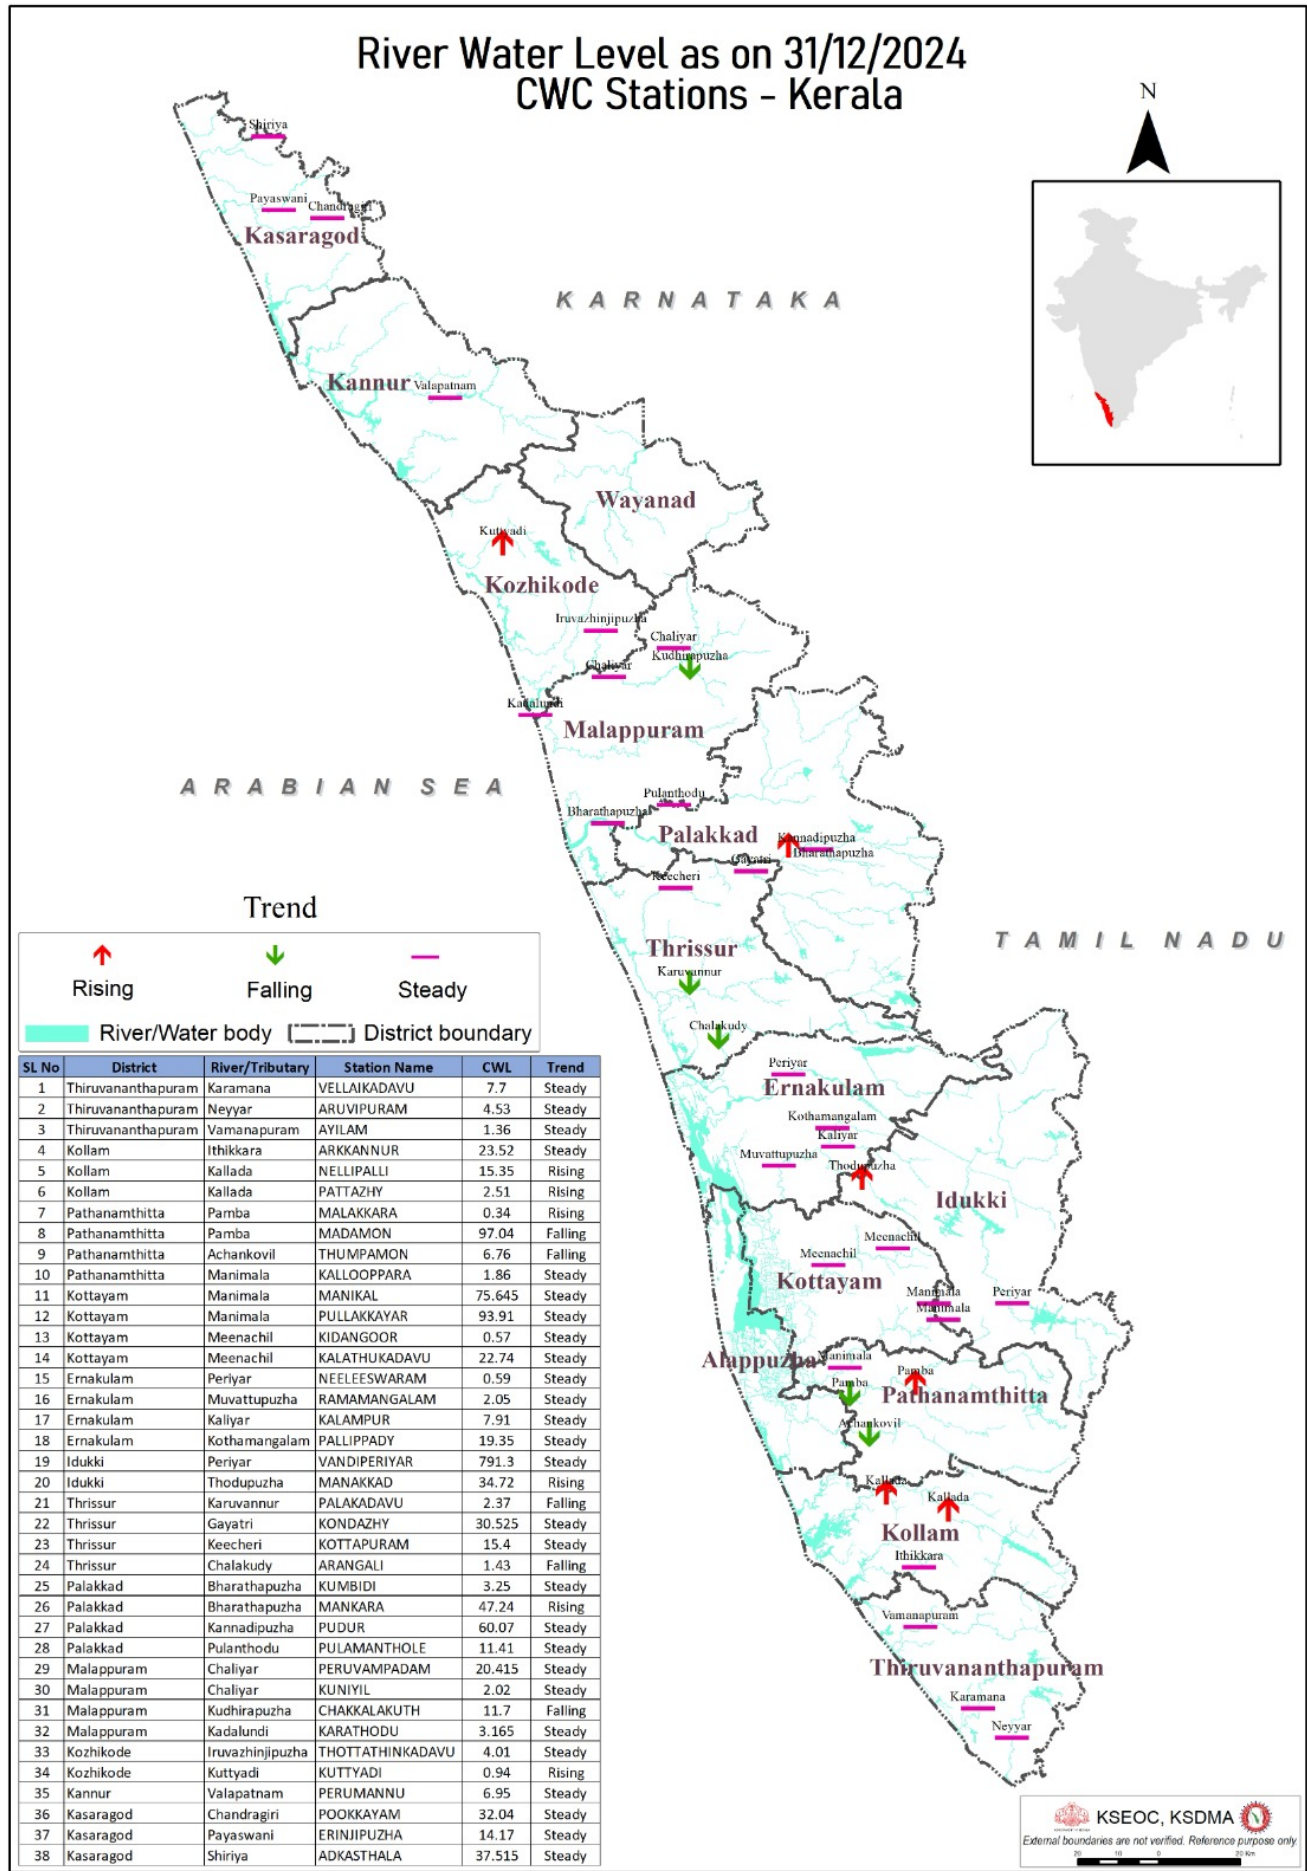 River Water Level as on 31/12/2024
CWC Stations - Kerala
N
Shiriya
Payaswani
Chandragiri
Kasaragod
KARNATAKA
Kannur
Valapatnam
Wayanad
Kuttyadi
Kozhikode
Iruvazhinjipuzha
Chaliyar
Kudhirapuzha
Chaliyar
Kadalundi
Malappuram
ARABIAN SEA
Pulanthodu
Bharathapuzha
Palakkad
Kannadipuzha
Bharathapuzha
Gayatri
Keecheri
Thrissur
TAMIL NADU
Karuvannur
Chalakudy
Periyar
Ernakulam
Kothamangalam
Kaliyar
Muvattupuzha
Thodupuzha
Idukki
Meenachil
Meenachil
Kottayam
Manimala
Periyar
Manimala
Alappuzha
Manimala
Pamba
Pamba
Pathanamthitta
Achankovil
Kallada
Kallada
Kollam
Ithikkara
Vamanapuram
Thiruvananthapuram
Karamana
Neyyar
Trend
Rising Falling Steady
River/Water body District boundary
SL No District River/Tributary Station Name CWL Trend
1 Thiruvananthapuram Karamana VELLAIKADAVU 7.7 Steady
2 Thiruvananthapuram Neyyar ARUVIPURAM 4.53 Steady
3 Thiruvananthapuram Vamanapuram AYILAM 1.36 Steady
4 Kollam Ithikkara ARKKANNUR 23.52 Steady
5 Kollam Kallada NELLIPALLI 15.35 Rising
6 Kollam Kallada PATTAZHY 2.51 Rising
7 Pathanamthitta Pamba MALAKKARA 0.34 Rising
8 Pathanamthitta Pamba MADAMON 97.04 Falling
9 Pathanamthitta Achankovil THUMPAMON 6.76 Falling
10 Pathanamthitta Manimala KALLOOPPARA 1.86 Steady
11 Kottayam Manimala MANIKAL 75.645 Steady
12 Kottayam Manimala PULLAKKAYAR 93.91 Steady
13 Kottayam Meenachil KIDANGOOR 0.57 Steady
14 Kottayam Meenachil KALATHUKADAVU 22.74 Steady
15 Ernakulam Periyar NEELEESWARAM 0.59 Steady
16 Ernakulam Muvattupuzha RAMAMANGALAM 2.05 Steady
17 Ernakulam Kaliyar KALAMPUR 7.91 Steady
18 Ernakulam Kothamangalam PALLIPPADY 19.35 Steady
19 Idukki Periyar VANDIPERIYAR 791.3 Steady
20 Idukki Thodupuzha MANAKKAD 34.72 Rising
21 Thrissur Karuvannur PALAKADAVU 2.37 Falling
22 Thrissur Gayatri KONDAZHY 30.525 Steady
23 Thrissur Keecheri KOTTAPURAM 15.4 Steady
24 Thrissur Chalakudy ARANGALI 1.43 Falling
25 Palakkad Bharathapuzha KUMBIDI 3.25 Steady
26 Palakkad Bharathapuzha MANKARA 47.24 Rising
27 Palakkad Kannadipuzha PUDUR 60.07 Steady
28 Palakkad Pulanthodu PULAMANTHOLE 11.41 Steady
29 Malappuram Chaliyar PERUVAMPADAM 20.415 Steady
30 Malappuram Chaliyar KUNIYIL 2.02 Steady
31 Malappuram Kudhirapuzha CHAKKALAKUTH 11.7 Falling
32 Malappuram Kadalundi KARATHODU 3.165 Steady
33 Kozhikode Iruvazhinjipuzha THOTTATHINKADAVU 4.01 Steady
34 Kozhikode Kuttyadi KUTTYADI 0.94 Rising
35 Kannur Valapatnam PERUMANNU 6.95 Steady
36 Kasaragod Chandragiri POOKKAYAM 32.04 Steady
37 Kasaragod Payaswani ERINJIPUZHA 14.17 Steady
38 Kasaragod Shiriya ADKASTHALA 37.515 Steady
KSEOC, KSDMA
External boundaries are not verified. Reference purpose only.
20 10 0 20 Km